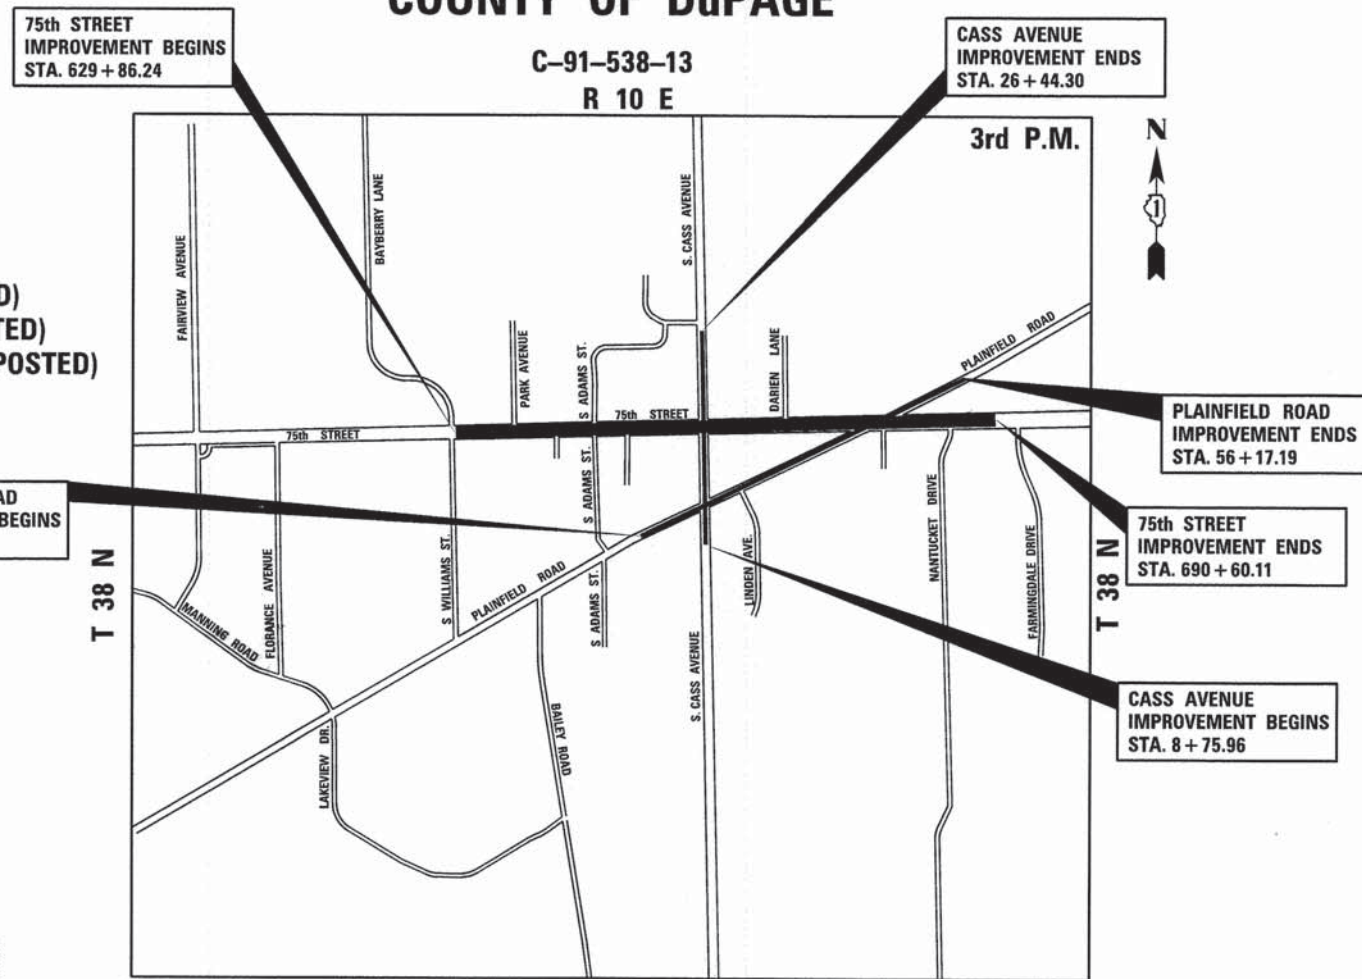 COUNTY OF DuPAGE
C-91-538-13
R 10 E
75th STREET
IMPROVEMENT BEGINS
STA. 629+86.24
CASS AVENUE
IMPROVEMENT ENDS
STA. 26+44.30
3rd P.M.
N
1
FAIRVIEW AVENUE
BAYBERRY LANE
S. CASS AVENUE
PARK AVENUE
S ADAMS ST.
DARIEN LANE
PLAINFIELD ROAD
75th STREET
75th STREET
POSTED)
PLAINFIELD ROAD
IMPROVEMENT ENDS
STA. 56+17.19
BEGINS
T 38 N
S ADAMS ST.
S WILLIAMS ST.
FLORANCE AVENUE
MANNING ROAD
PLAINFIELD ROAD
S ADAMS ST.
LINDEN AVE.
NANTUCKET DRIVE
FARMINGDALE DRIVE
T 38 N
75th STREET
IMPROVEMENT ENDS
STA. 690+60.11
S. CASS AVENUE
BAILEY ROAD
LAKEVIEW DR.
CASS AVENUE
IMPROVEMENT BEGINS
STA. 8+75.96